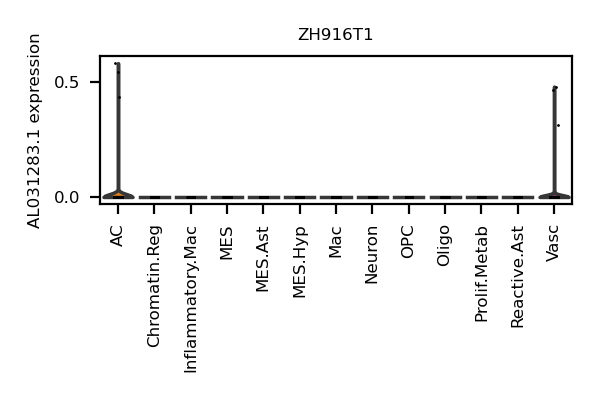 ZH916T1
AL031283.1 expression
0.5
0.0
AC
Chromatin.Reg
Inflammatory.Mac
MES
MES.Ast
MES.Hyp
Mac
Neuron
OPC
Oligo
Prolif.Metab
Reactive.Ast
Vasc